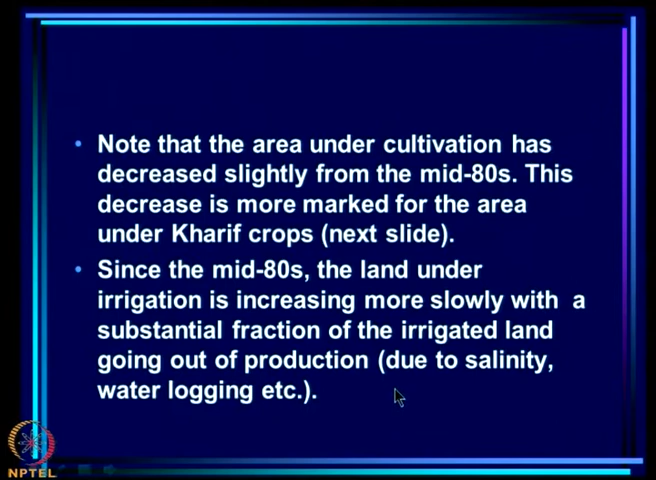 • Note that the area under cultivation has
decreased slightly from the mid-80s. This
decrease is more marked for the area
under Kharif crops (next slide).
• Since the mid-80s, the land under
irrigation is increasing more slowly with a
substantial fraction of the irrigated land
going out of production (due to salinity,
water logging etc.).
NPTEL